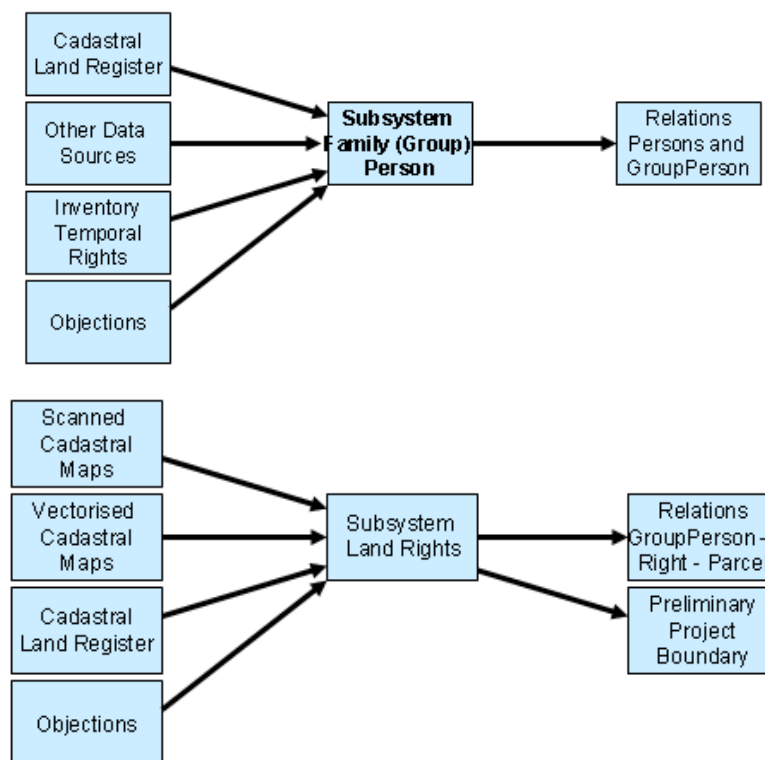 Cadastral
Land Register
Other Data
Sources
Inventory
Temporal
Rights
Objections
Subsystem
Family (Group)
Person
Relations
Persons and
GroupPerson
Scanned
Cadastral
Maps
Vectorised
Cadastral
Maps
Cadastral
Land Register
Objections
Subsystem
Land Rights
Relations
GroupPerson -
Right - Parcel
Preliminary
Project
Boundary